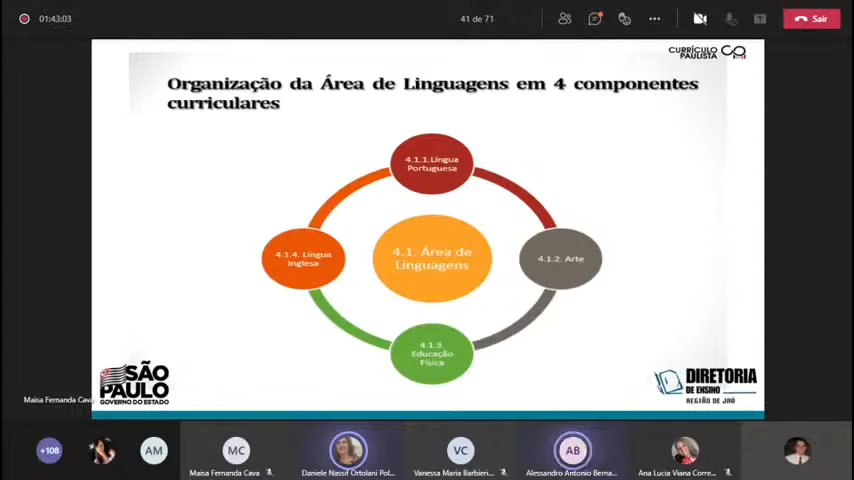 01:43:03
41 de 71
Sair
CURRÍCULO
PAULISTA
Organização da Área de Linguagens em 4 componentes
curriculares
4.1.1.Língua
Portuguesa
4.1.4. Língua
Inglesa
4.1. Área de
Linguagens
4.1.2. Arte
4.1.3.
Educação
Física
SÃO
PAULO
GOVERNO DO ESTADO
DIRETORIA
DE ENSINO
REGIÃO DE JAÚ
Maisa Fernanda Cava
+108
AM
MC
VC
AB
Maisa Fernanda Cava
Daniele Nassif Ortolani Pol...
Vanessa Maria Barbieri...
Alessandro Antonio Berna...
Ana Lucia Viana Corre...